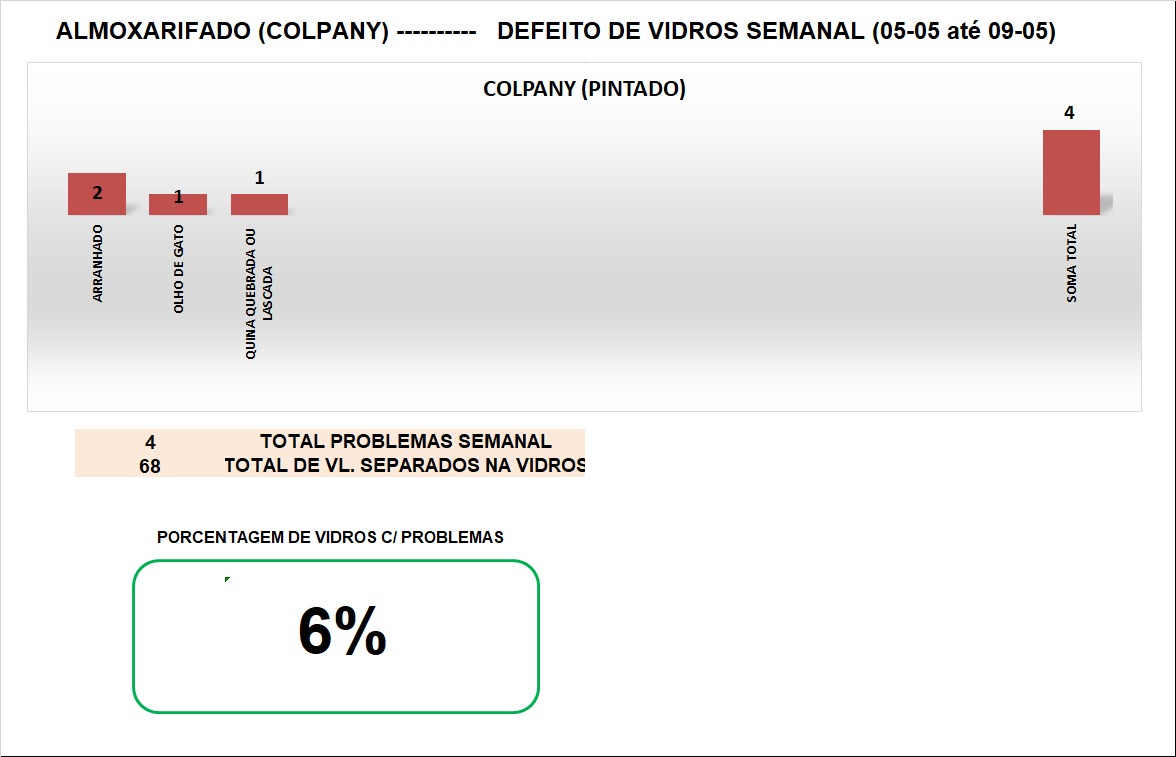 ALMOXARIFADO (COLPANY) ---------- DEFEITO DE VIDROS SEMANAL (05-05 até 09-05)
COLPANY (PINTADO)
2
1
1
4
ARRANHADO
OLHO DE GATO
QUINA QUEBRADA OU
LASCADA
SOMA TOTAL
4 TOTAL PROBLEMAS SEMANAL
68 TOTAL DE VL. SEPARADOS NA VIDROS
PORCENTAGEM DE VIDROS C/ PROBLEMAS
6%